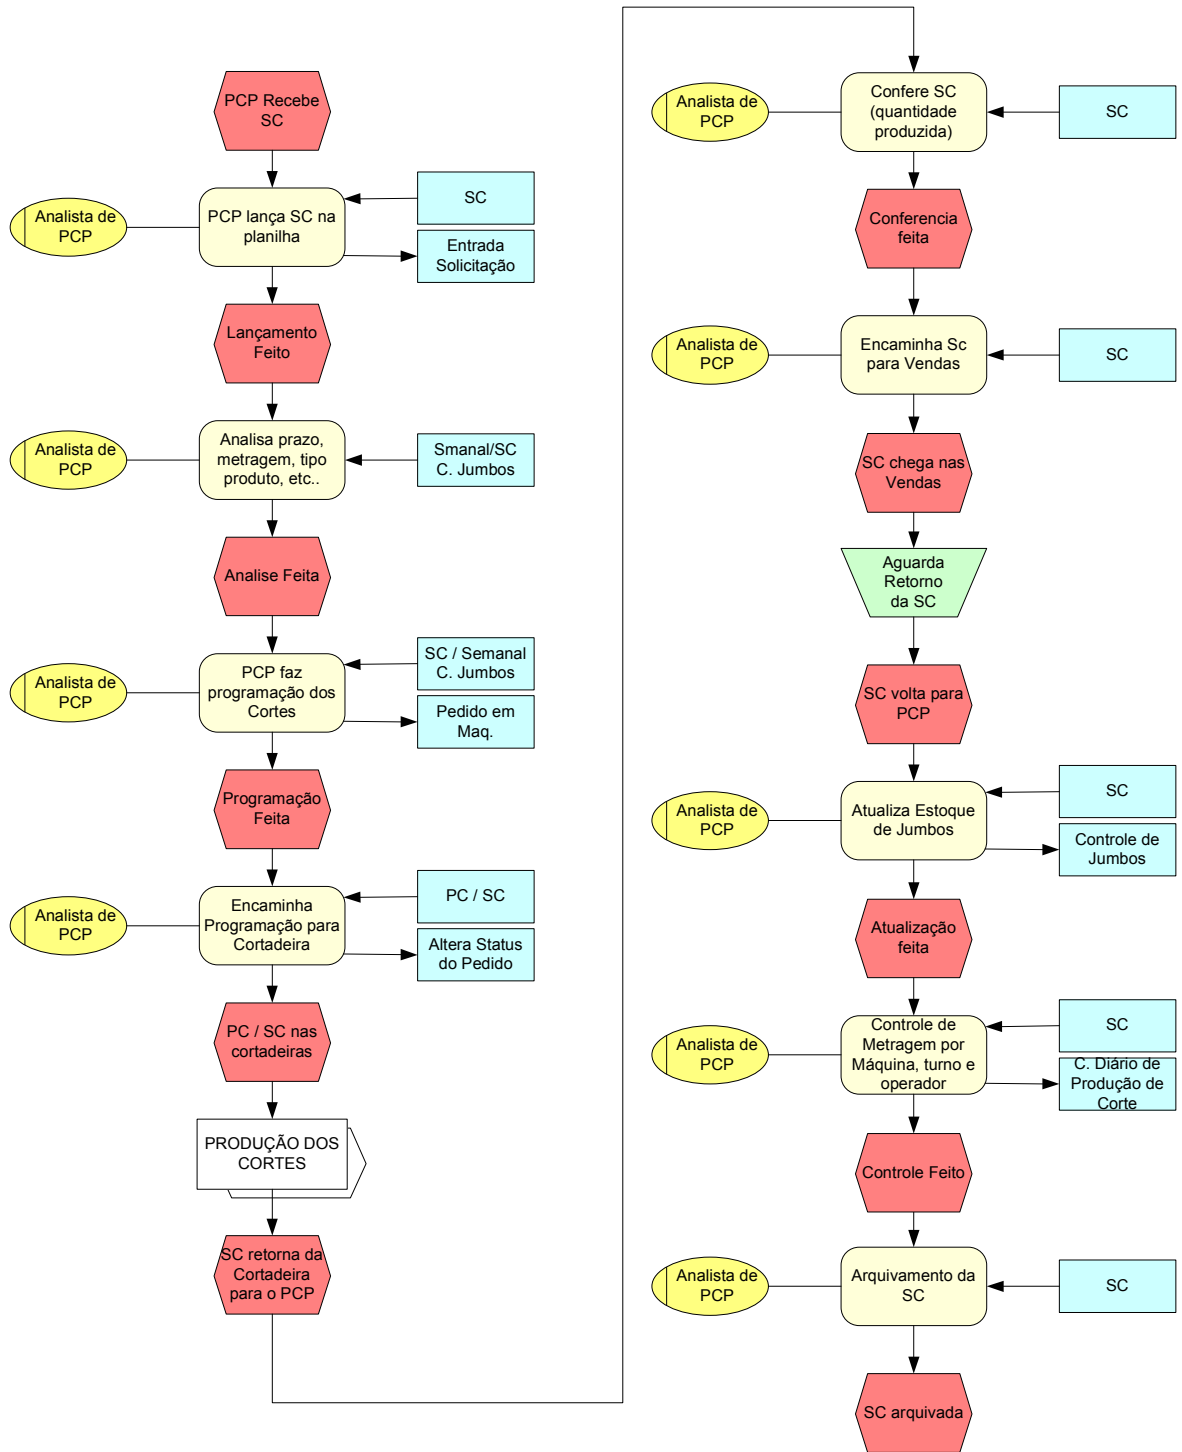 PCP Recebe
SC
Analista de
PCP
PCP lança SC na
planilha
SC
Entrada
Solicitação
Lançamento
Feito
Analista de
PCP
Analisa prazo,
metragem, tipo
produto, etc..
Smanal/SC
C. Jumbos
Analise Feita
Analista de
PCP
PCP faz
programação dos
Cortes
SC / Semanal
C. Jumbos
Pedido em
Maq.
Programação
Feita
Analista de
PCP
Encaminha
Programação para
Cortadeira
PC / SC
Altera Status
do Pedido
PC / SC nas
cortadeiras
PRODUÇÃO DOS
CORTES
SC retorna da
Cortadeira
para o PCP
Analista de
PCP
Confere SC
(quantidade
produzida)
SC
Conferencia
feita
Analista de
PCP
Encaminha Sc
para Vendas
SC
SC chega nas
Vendas
Aguarda
Retorno
da SC
SC volta para
PCP
Analista de
PCP
Atualiza Estoque
de Jumbos
SC
Controle de
Jumbos
Atualização
feita
Analista de
PCP
Controle de
Metragem por
Máquina, turno e
operador
SC
C. Diário de
Produção de
Corte
Controle Feito
Analista de
PCP
Arquivamento da
SC
SC
SC arquivada